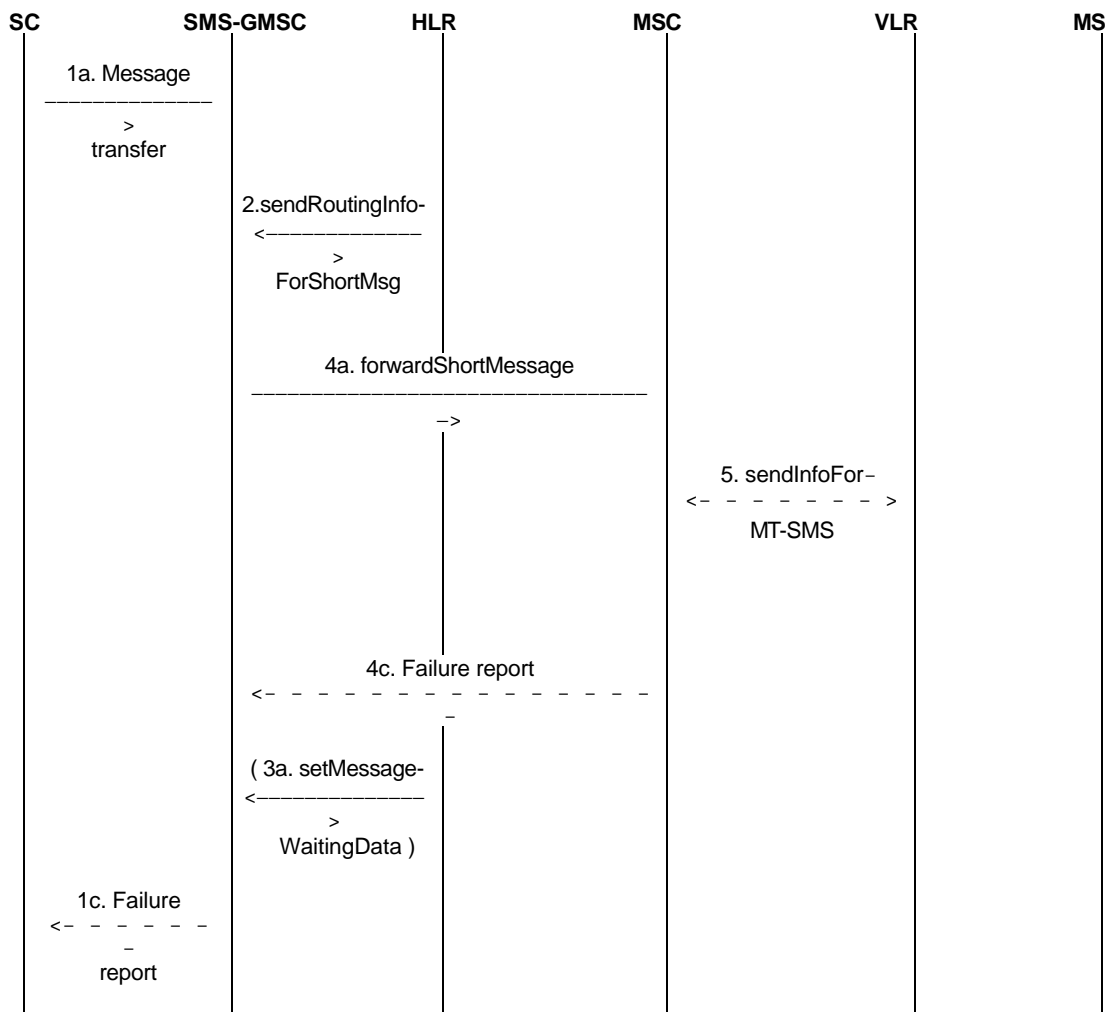 SC SMS-GMSC HLR MSC VLR MS
1a. Message
transfer
2.sendRoutingInfo-
ForShortMsg
4a. forwardShortMessage
5. sendInfoFor-
MT-SMS
4c. Failure report
( 3a. setMessage-
WaitingData )
1c. Failure
report